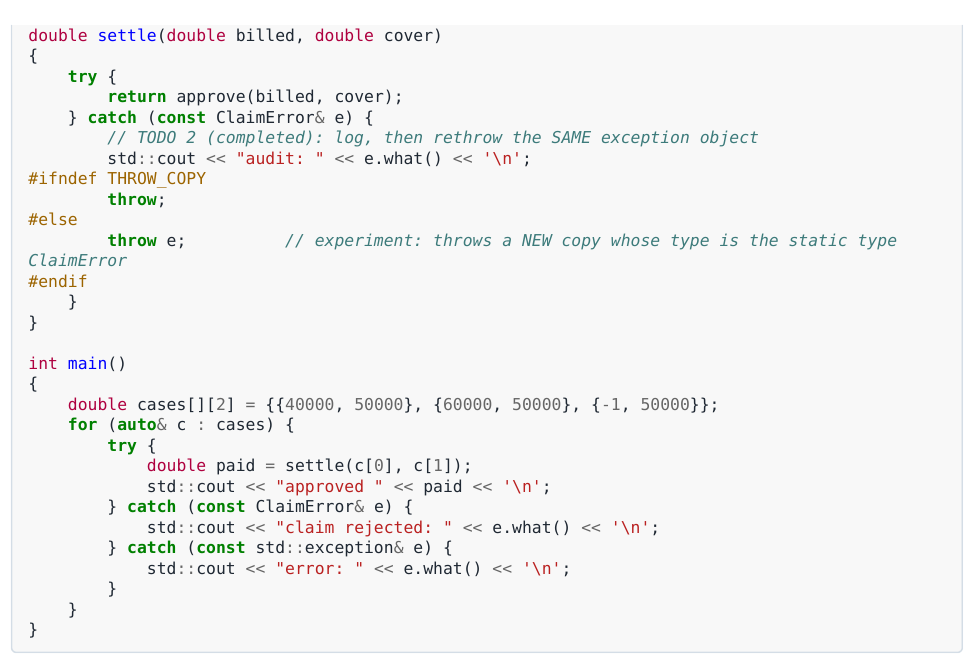 double settle(double billed, double cover)
{
    try {
        return approve(billed, cover);
    } catch (const ClaimError& e) {
        // TODO 2 (completed): log, then rethrow the SAME exception object
        std::cout << "audit: " << e.what() << '\n';
#ifndef THROW_COPY
        throw;
#else
        throw e;          // experiment: throws a NEW copy whose type is the static type
ClaimError
#endif
    }
}

int main()
{
    double cases[][2] = {{40000, 50000}, {60000, 50000}, {-1, 50000}};
    for (auto& c : cases) {
        try {
            double paid = settle(c[0], c[1]);
            std::cout << "approved " << paid << '\n';
        } catch (const ClaimError& e) {
            std::cout << "claim rejected: " << e.what() << '\n';
        } catch (const std::exception& e) {
            std::cout << "error: " << e.what() << '\n';
        }
    }
}